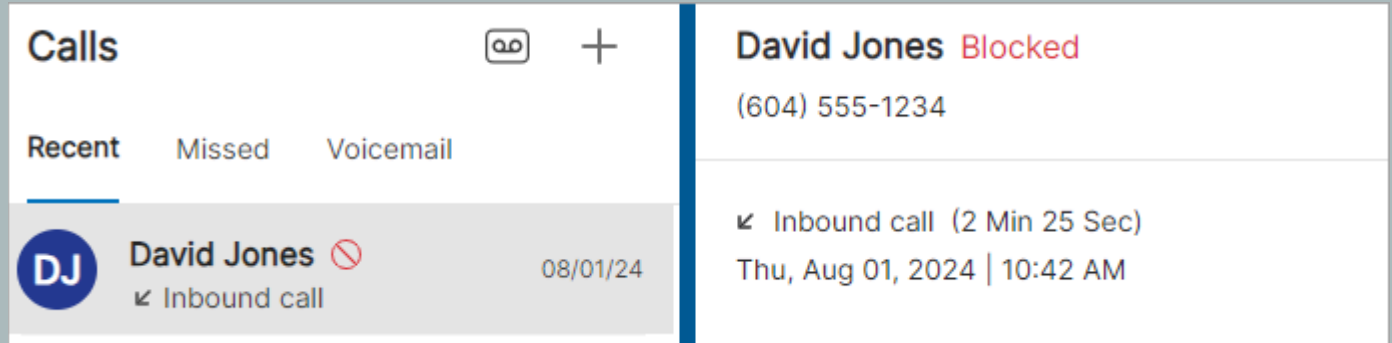 Calls
Recent Missed Voicemail
DJ
David Jones
Inbound call
08/01/24
David Jones Blocked
(604) 555-1234
Inbound call (2 Min 25 Sec)
Thu, Aug 01, 2024 | 10:42 AM